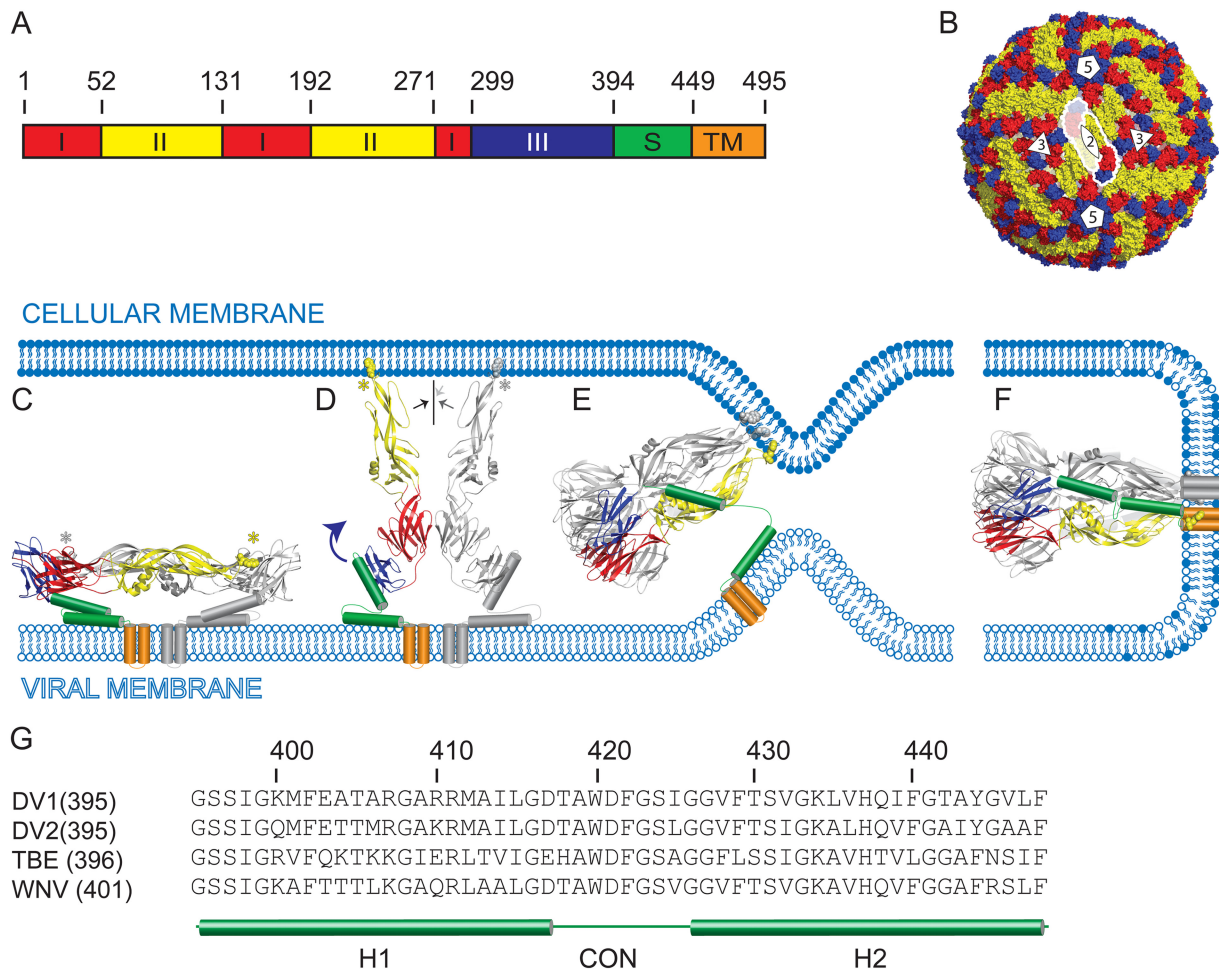 A
1 52 131 192 271 299 394 449 495
I II I II I III S TM
B
5
3 2 3
5
CELLULAR MEMBRANE
C D E F
VIRAL MEMBRANE
G
400 410 420 430 440
DV1(395) GSSIGKMFEATARGARRMAILGDTAWDFGSIGGVFTSVGKLVHQIFGTAYGVLF
DV2(395) GSSIGQMFETTMRGAKRMAILGDTAWDFGSLGGVFTSIGKALHQVFGAIYGAAF
TBE (396) GSSIGRVFQKTKKGIERLTVIGEHAWDFGSAGGFLSSIGKAVHTVLGGAFNSIF
WNV (401) GSSIGKAFTTTLKGAQRLAALGDTAWDFGSVGGVFTSVGKAVHQVFGGAFRSLF
H1 CON H2